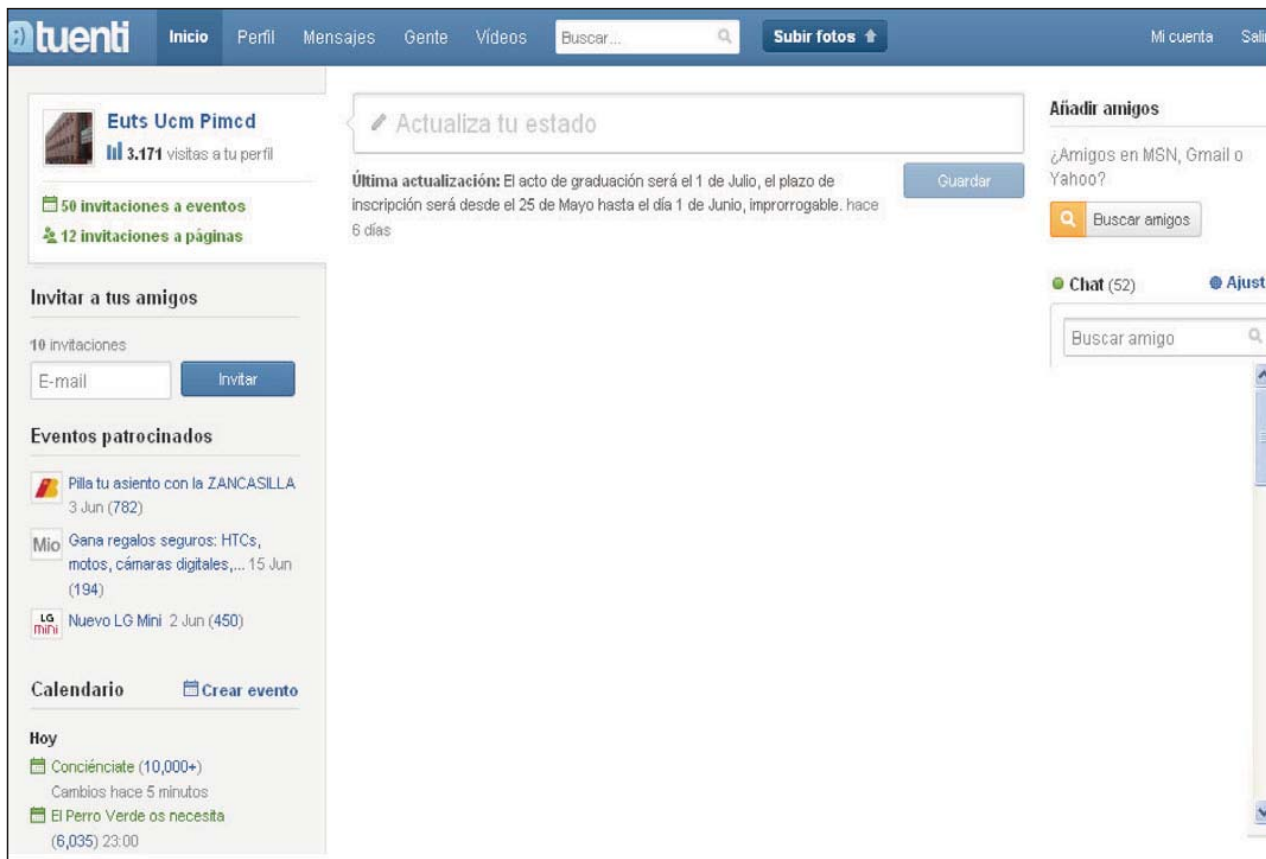 tuenti Inicio Perfil Mensajes Gente Vídeos Buscar... Subir fotos Mi cuenta
Euts Ucm Pimcd
3.171 visitas a tu perfil
50 invitaciones a eventos
12 invitaciones a páginas
Invitar a tus amigos
10 invitaciones
E-mail Invitar
Eventos patrocinados
Pilla tu asiento con la ZANCASILLA
3 Jun (782)
Mio
Gana regalos seguros: HTCs,
motos, cámaras digitales,... 15 Jun
(194)
LG
mini
Nuevo LG Mini 2 Jun (450)
Calendario Crear evento
Hoy
Conciénciate (10,000+)
Cambios hace 5 minutos
El Perro Verde os necesita
(6,035) 23:00
Actualiza tu estado
Última actualización: El acto de graduación será el 1 de Julio, el plazo de
inscripción será desde el 25 de Mayo hasta el día 1 de Junio, improrrogable. hace
6 días
Guardar
Añadir amigos
¿Amigos en MSN, Gmail o
Yahoo?
Buscar amigos
Chat (52) Ajust
Buscar amigo